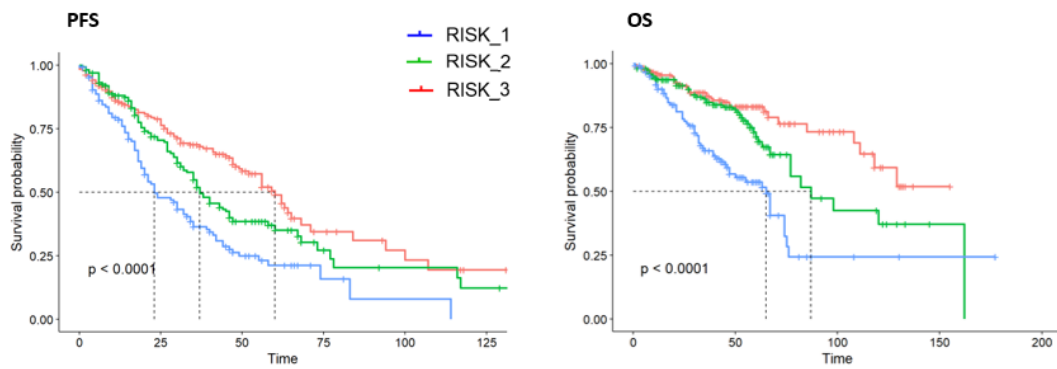 PFS
RISK_1
RISK_2
RISK_3
Survival probability
1.00
0.75
0.50
0.25
0.00
p < 0.0001
0 25 50 75 100 125
Time
OS
Survival probability
1.00
0.75
0.50
0.25
0.00
p < 0.0001
0 50 100 150 200
Time